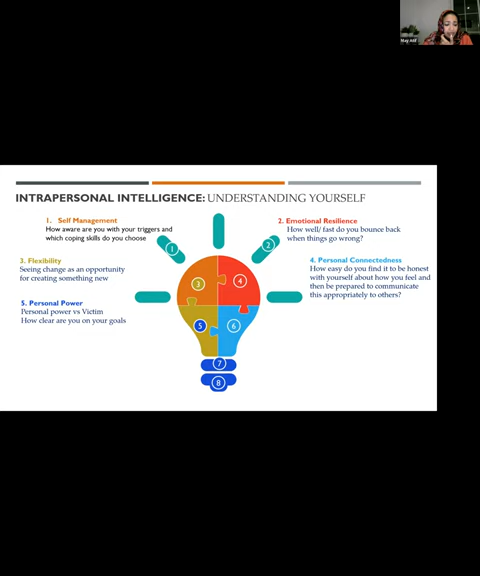 May Atif
INTRAPERSONAL INTELLIGENCE: UNDERSTANDING YOURSELF
1. Self Management
How aware are you with your triggers and
which coping skills do you choose
2. Emotional Resilience
How well/ fast do you bounce back
when things go wrong?
3. Flexibility
Seeing change as an opportunity
for creating something new
4. Personal Connectedness
How easy do you find it to be honest
with yourself about how you feel and
then be prepared to communicate
this appropriately to others?
5. Personal Power
Personal power vs Victim
How clear are you on your goals
1
2
3
4
5
6
7
8